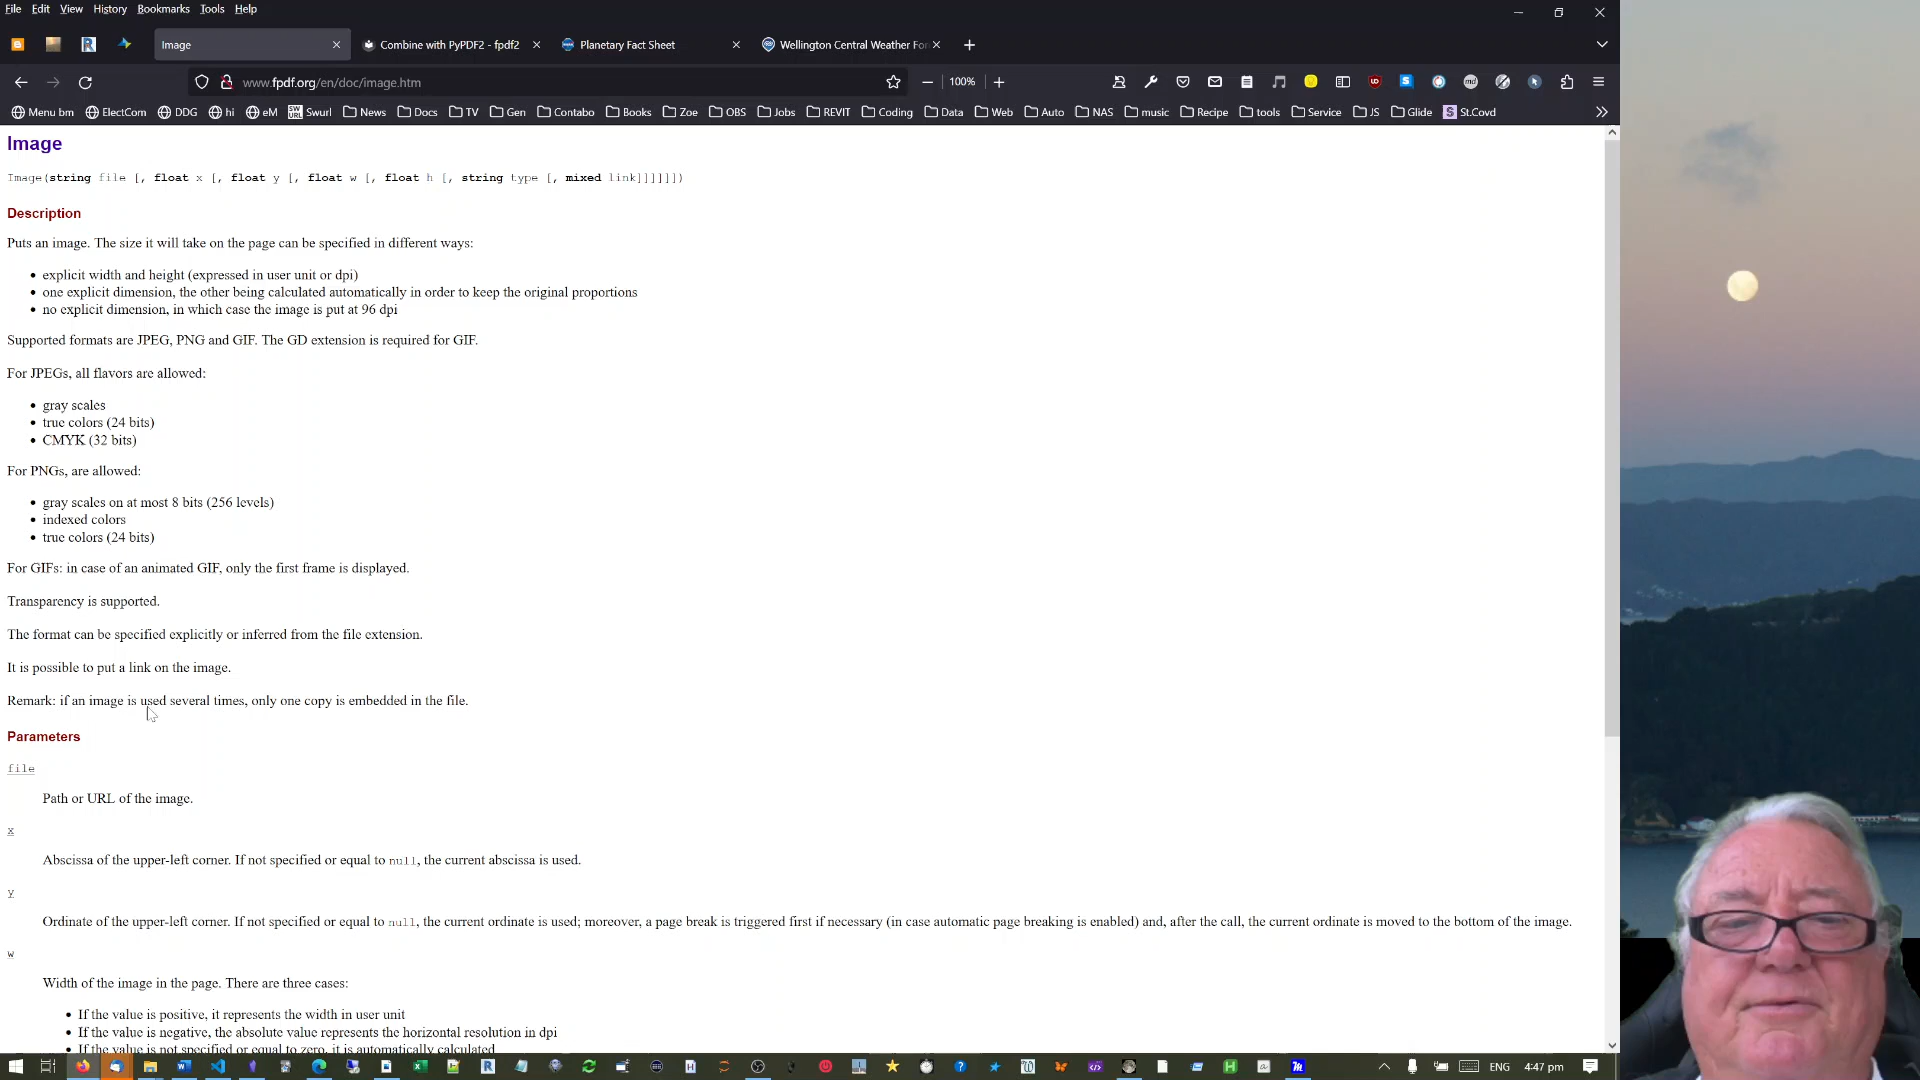 File Edit View History Bookmarks Tools Help
Image
Combine with PyPDF2 - fpdf2
Planetary Fact Sheet
Wellington Central Weather For
www.fpdf.org/en/doc/image.htm
100%
Menu bm ElectCom DDG hi eM Swurl News Docs TV Gen Contabo Books Zoe OBS Jobs REVIT Coding Data Web Auto NAS music Recipe tools Service JS Glide St.Covd
Image
Image(string file [, float x [, float y [, float w [, float h [, string type [, mixed link]]]]]])
Description
Puts an image. The size it will take on the page can be specified in different ways:
• explicit width and height (expressed in user unit or dpi)
• one explicit dimension, the other being calculated automatically in order to keep the original proportions
• no explicit dimension, in which case the image is put at 96 dpi
Supported formats are JPEG, PNG and GIF. The GD extension is required for GIF.
For JPEGs, all flavors are allowed:
• gray scales
• true colors (24 bits)
• CMYK (32 bits)
For PNGs, are allowed:
• gray scales on at most 8 bits (256 levels)
• indexed colors
• true colors (24 bits)
For GIFs: in case of an animated GIF, only the first frame is displayed.
Transparency is supported.
The format can be specified explicitly or inferred from the file extension.
It is possible to put a link on the image.
Remark: if an image is used several times, only one copy is embedded in the file.
Parameters
file
Path or URL of the image.
x
Abscissa of the upper-left corner. If not specified or equal to null, the current abscissa is used.
y
Ordinate of the upper-left corner. If not specified or equal to null, the current ordinate is used; moreover, a page break is triggered first if necessary (in case automatic page breaking is enabled) and, after the call, the current ordinate is moved to the bottom of the image.
w
Width of the image in the page. There are three cases:
• If the value is positive, it represents the width in user unit
• If the value is negative, the absolute value represents the horizontal resolution in dpi
• If the value is not specified or equal to zero, it is automatically calculated
ENG 4:47 pm